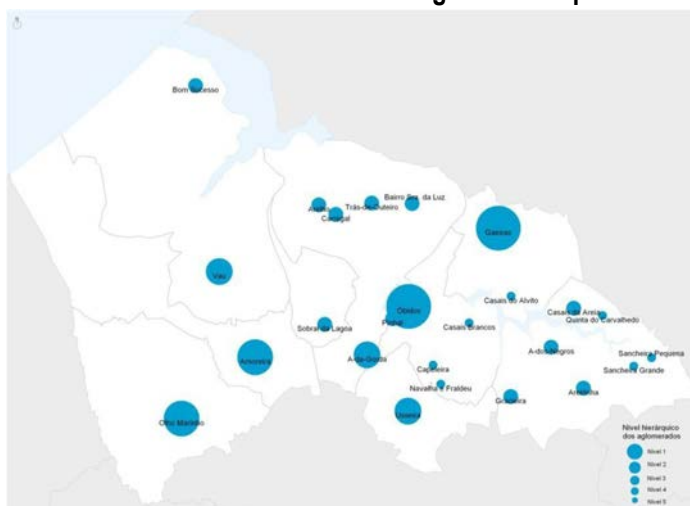 Bom Sucesso
Bairro Sra. da Luz
Trás-do-Outeiro
Carregal
Gaeiras
Vau
Casais do Alvito
Óbidos
Pinhal
Casais da Areia
Quinta do Carvalhedo
Sobral da Lagoa
Casais Brancos
A-dos-Negros
Amoreira
A-da-Gorda
Sancheira Pequena
Capeleira
Sancheira Grande
Navalha e Fraldeu
Usseira
Gracieira
Olho Marinho
Nível hierárquico
dos aglomerados
Nível 1
Nível 2
Nível 3
Nível 4
Nível 5